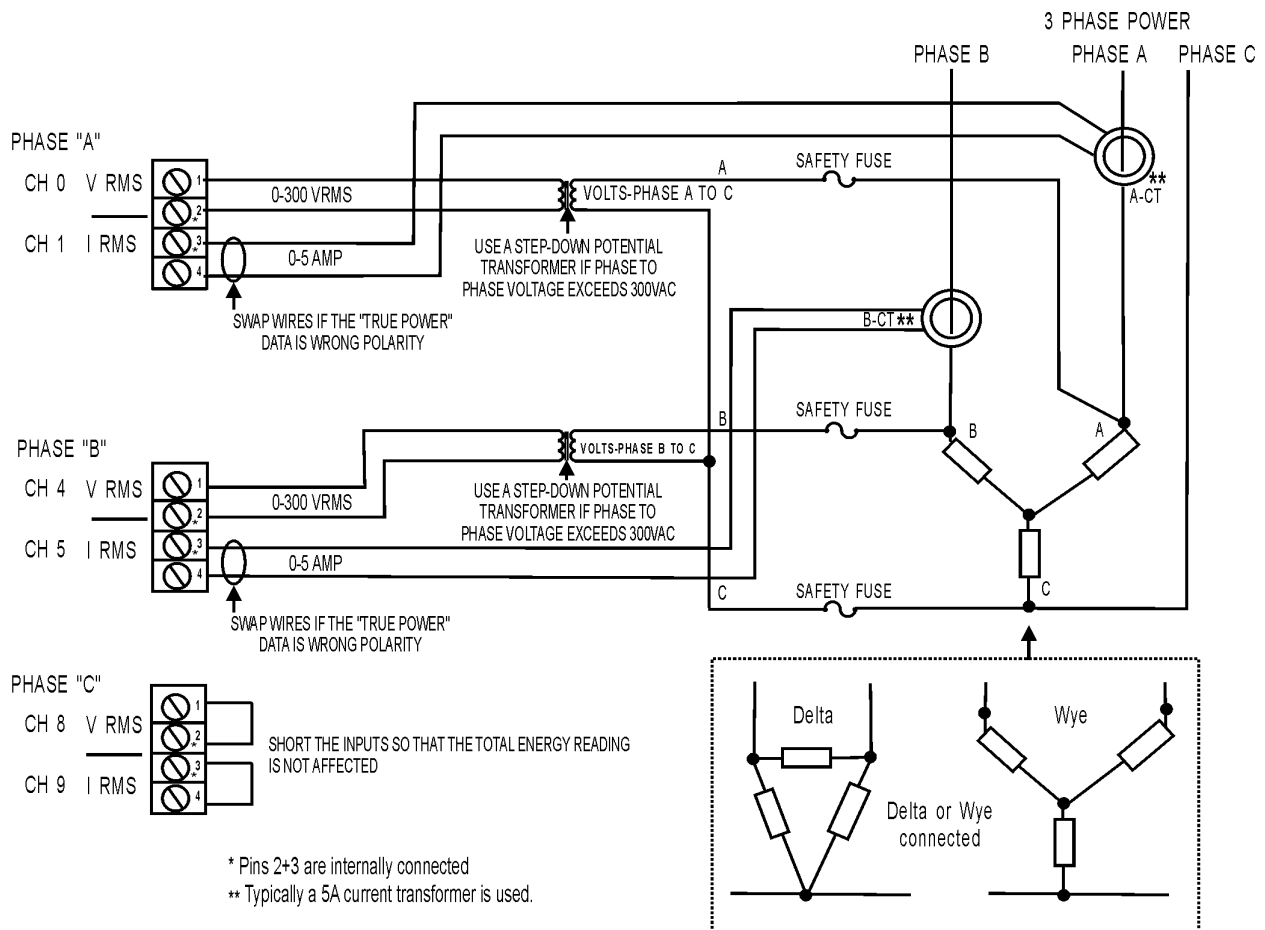 3 PHASE POWER
PHASE B
PHASE A
PHASE C
PHASE "A"
CH 0 V RMS
CH 1 I RMS
1
2
*
3
*
4
0-300 VRMS
0-5 AMP
SWAP WIRES IF THE "TRUE POWER"
DATA IS WRONG POLARITY
A
VOLTS-PHASE A TO C
USE A STEP-DOWN POTENTIAL
TRANSFORMER IF PHASE TO
PHASE VOLTAGE EXCEEDS 300VAC
SAFETY FUSE
**
A-CT
B-CT**
PHASE "B"
CH 4 V RMS
CH 5 I RMS
1
2
*
3
*
4
0-300 VRMS
0-5 AMP
SWAP WIRES IF THE "TRUE POWER"
DATA IS WRONG POLARITY
B
VOLTS-PHASE B TO C
USE A STEP-DOWN POTENTIAL
TRANSFORMER IF PHASE TO
PHASE VOLTAGE EXCEEDS 300VAC
SAFETY FUSE
B
A
C
SAFETY FUSE
C
PHASE "C"
CH 8 V RMS
CH 9 I RMS
1
2
*
3
*
4
SHORT THE INPUTS SO THAT THE TOTAL ENERGY READING
IS NOT AFFECTED
Delta
Wye
Delta or Wye
connected
* Pins 2+3 are internally connected
** Typically a 5A current transformer is used.